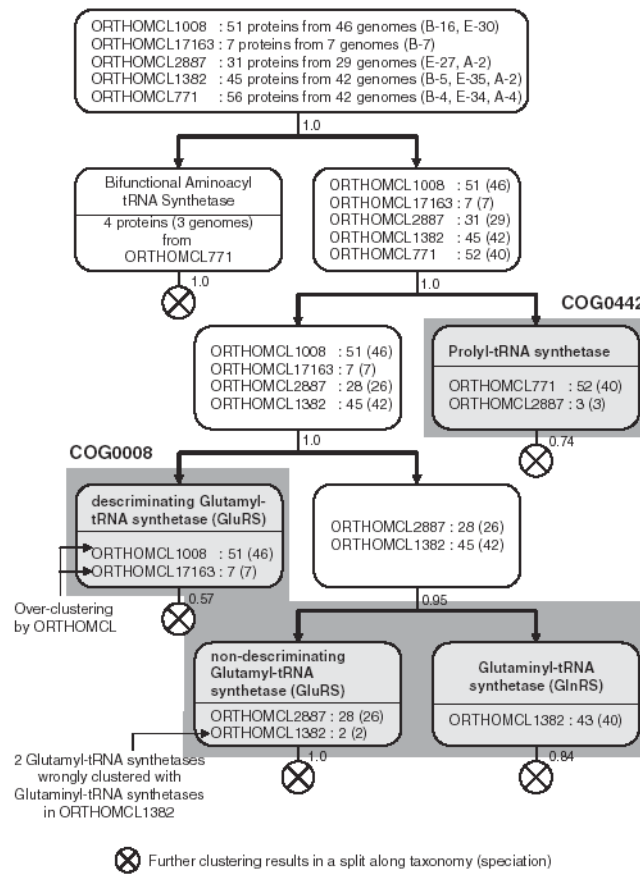 ORTHOMCL1008 : 51 proteins from 46 genomes (B-16, E-30)
ORTHOMCL17163 : 7 proteins from 7 genomes (B-7)
ORTHOMCL2887 : 31 proteins from 29 genomes (E-27, A-2)
ORTHOMCL1382 : 45 proteins from 42 genomes (B-5, E-35, A-2)
ORTHOMCL771 : 56 proteins from 42 genomes (B-4, E-34, A-4)
1.0
Bifunctional Aminoacyl
tRNA Synthetase
4 proteins (3 genomes)
from
ORTHOMCL771
1.0
ORTHOMCL1008 : 51 (46)
ORTHOMCL17163 : 7 (7)
ORTHOMCL2887 : 31 (29)
ORTHOMCL1382 : 45 (42)
ORTHOMCL771 : 52 (40)
1.0
ORTHOMCL1008 : 51 (46)
ORTHOMCL17163 : 7 (7)
ORTHOMCL2887 : 28 (26)
ORTHOMCL1382 : 45 (42)
1.0
COG0442
Prolyl-tRNA synthetase
ORTHOMCL771 : 52 (40)
ORTHOMCL2887 : 3 (3)
0.74
COG0008
descriminating Glutamyl-
tRNA synthetase (GluRS)
ORTHOMCL1008 : 51 (46)
ORTHOMCL17163 : 7 (7)
0.57
Over-clustering
by ORTHOMCL
ORTHOMCL2887 : 28 (26)
ORTHOMCL1382 : 45 (42)
0.95
non-descriminating
Glutamyl-tRNA
synthetase (GluRS)
ORTHOMCL2887 : 28 (26)
ORTHOMCL1382 : 2 (2)
1.0
Glutaminyl-tRNA
synthetase (GlnRS)
ORTHOMCL1382 : 43 (40)
0.84
2 Glutamyl-tRNA synthetases
wrongly clustered with
Glutaminyl-tRNA synthetases
in ORTHOMCL1382
Further clustering results in a split along taxonomy (speciation)